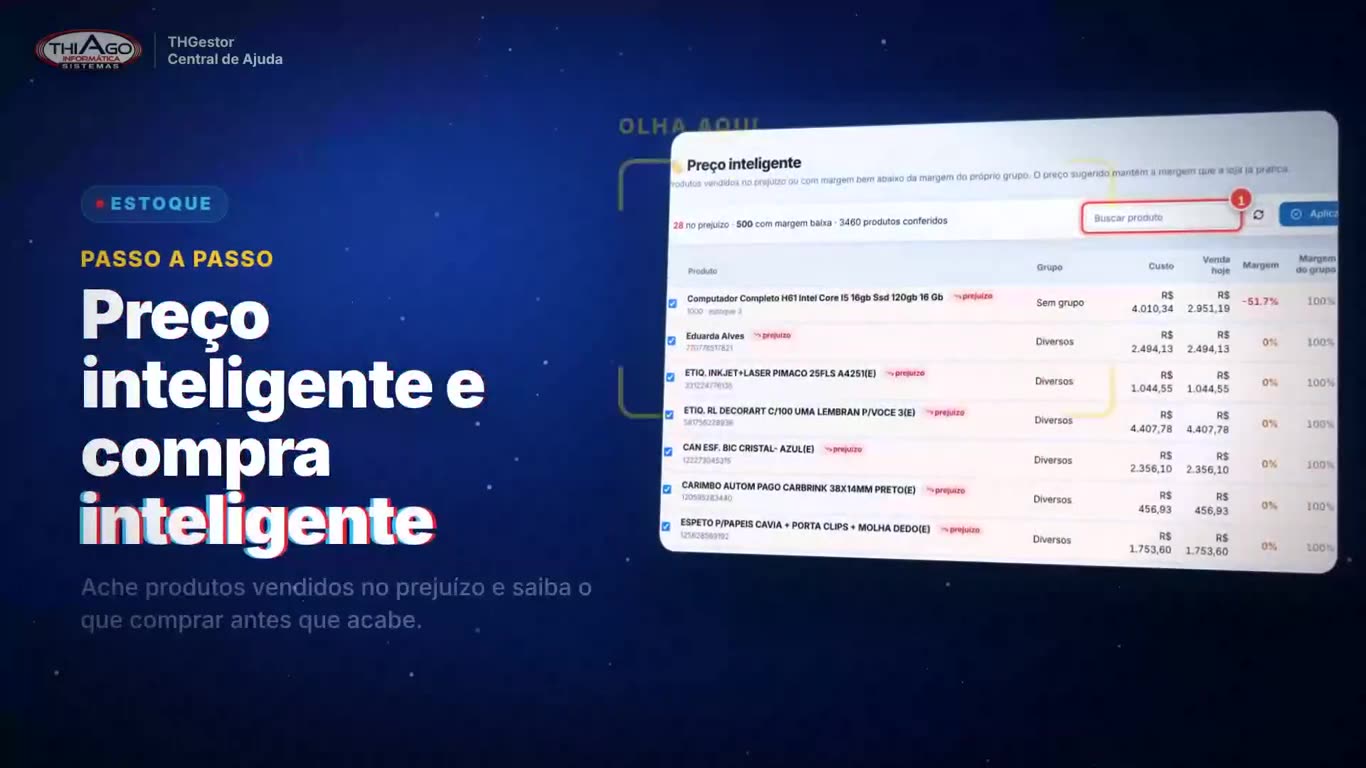 THIAGO
INFORMÁTICA
SISTEMAS
THGestor
Central de Ajuda
ESTOQUE
PASSO A PASSO
Preço
inteligente e
compra
inteligente
Ache produtos vendidos no prejuízo e saiba o
que comprar antes que acabe.
OLHA AQUI
Preço inteligente
Produtos vendidos no prejuízo ou com margem bem abaixo da margem do próprio grupo. O preço sugerido mantém a margem que a loja já pratica.
28 no prejuízo · 500 com margem baixa · 3460 produtos conferidos
Buscar produto
1
Produto Grupo Custo Venda hoje Margem Margem do grupo
Computador Completo H61 Intel Core I5 16gb Ssd 120gb 16 Gb prejuízo Sem grupo R$ 4.010,34 R$ 2.951,19 -51.7% 100%
1000 · estoque 3
Eduarda Alves prejuízo Diversos R$ 2.494,13 R$ 2.494,13 0% 100%
ETIQ. INKJET+LASER PIMACO 25FLS A4251(E) prejuízo Diversos R$ 1.044,55 R$ 1.044,55 0% 100%
ETIQ. RL DECORART C/100 UMA LEMBRAN P/VOCE 3(E) prejuízo Diversos R$ 4.407,78 R$ 4.407,78 0% 100%
CAN ESF. BIC CRISTAL- AZUL(E) prejuízo Diversos R$ 2.356,10 R$ 2.356,10 0% 100%
CARIMBO AUTOM PAGO CARBRINK 38X14MM PRETO(E) prejuízo Diversos R$ 456,93 R$ 456,93 0% 100%
ESPETO P/PAPEIS CAVIA + PORTA CLIPS + MOLHA DEDO(E) prejuízo Diversos R$ 1.753,60 R$ 1.753,60 0% 100%